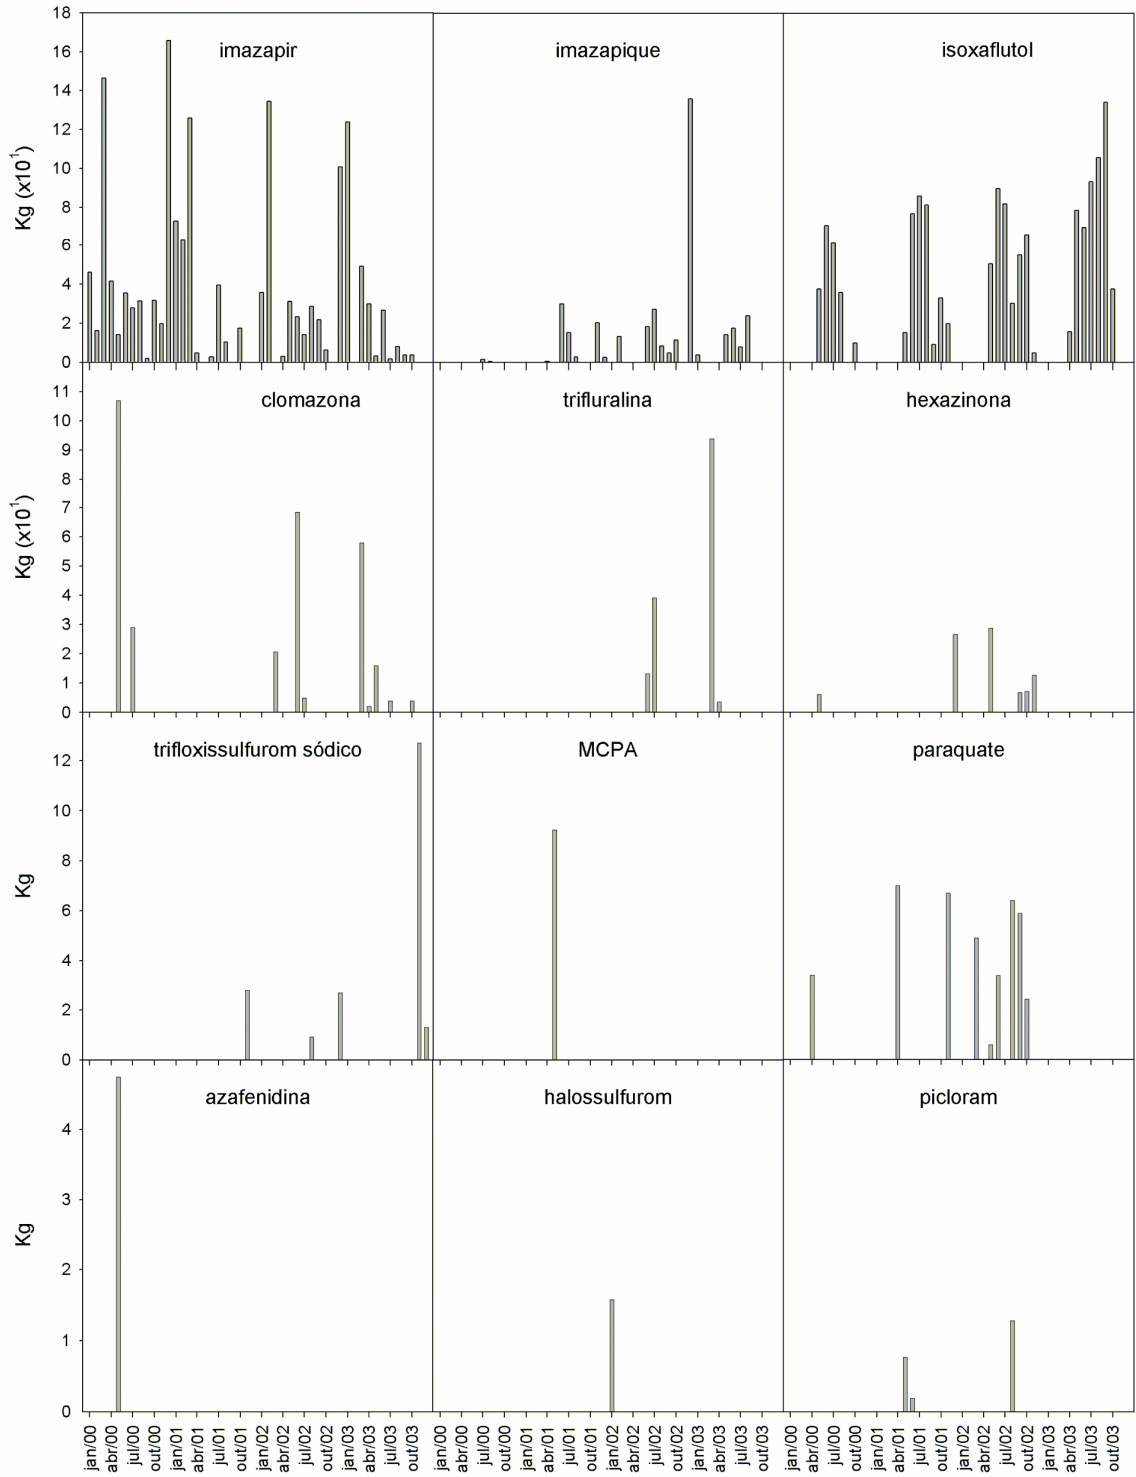 18
16
14
12
10
8
6
4
2
0
Kg (x10¹)
imazapir
imazapique
isoxaflutol
11
10
9
8
7
6
5
4
3
2
1
0
Kg (x10¹)
clomazona
trifluralina
hexazinona
12
10
8
6
4
2
0
Kg
trifloxissulfurom sódico
MCPA
paraquate
4
3
2
1
0
Kg
azafenidina
halossulfurom
picloram
jan/00 abr/00 jul/00 out/00 jan/01 abr/01 jul/01 out/01 jan/02 abr/02 jul/02 out/02 jan/03 abr/03 jul/03 out/03
jan/00 abr/00 jul/00 out/00 jan/01 abr/01 jul/01 out/01 jan/02 abr/02 jul/02 out/02 jan/03 abr/03 jul/03 out/03
jan/00 abr/00 jul/00 out/00 jan/01 abr/01 jul/01 out/01 jan/02 abr/02 jul/02 out/02 jan/03 abr/03 jul/03 out/03